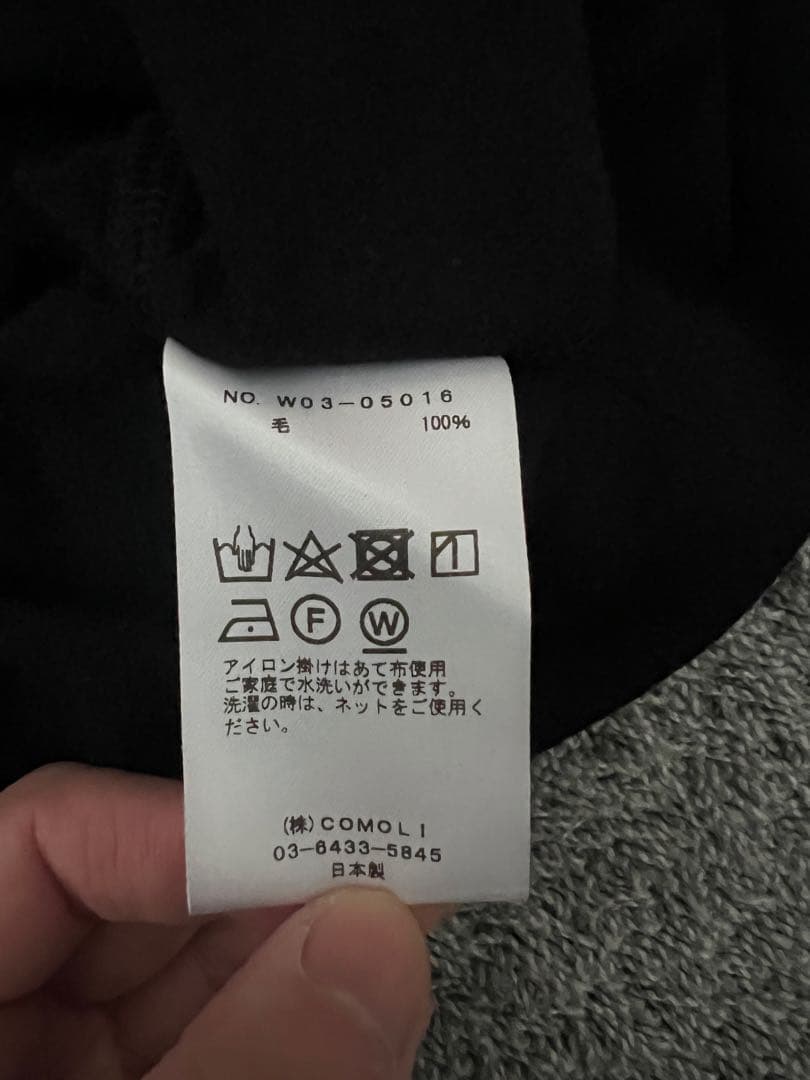 NO. W03-05016
毛 100%
F W
アイロン掛けはあて布使用
ご家庭で水洗いができます。
洗濯の時は、ネットをご使用く
ださい。
(株)COMOLI
03-6433-5845
日本製